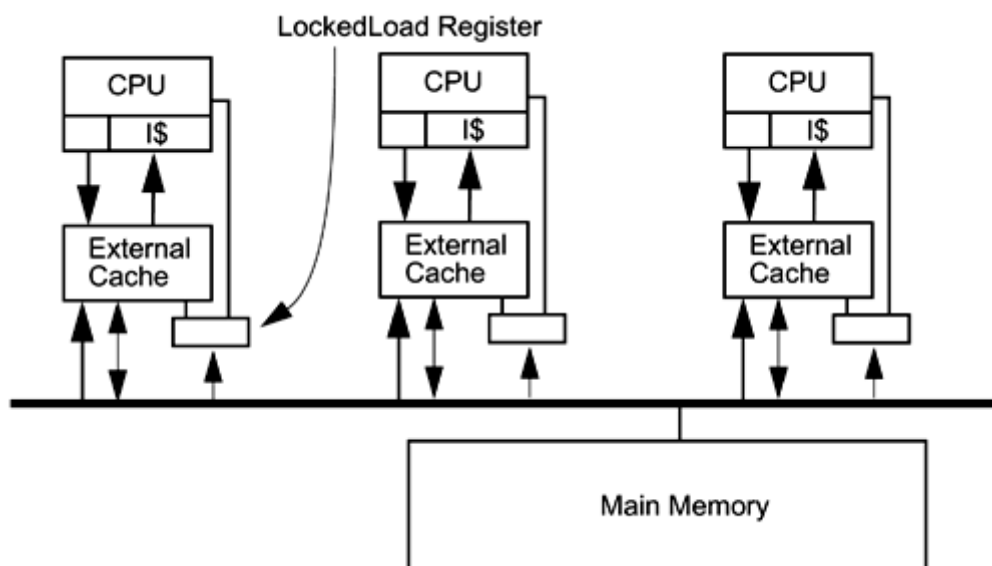 LockedLoad Register
CPU
I$
External
Cache
CPU
I$
External
Cache
CPU
I$
External
Cache
Main Memory